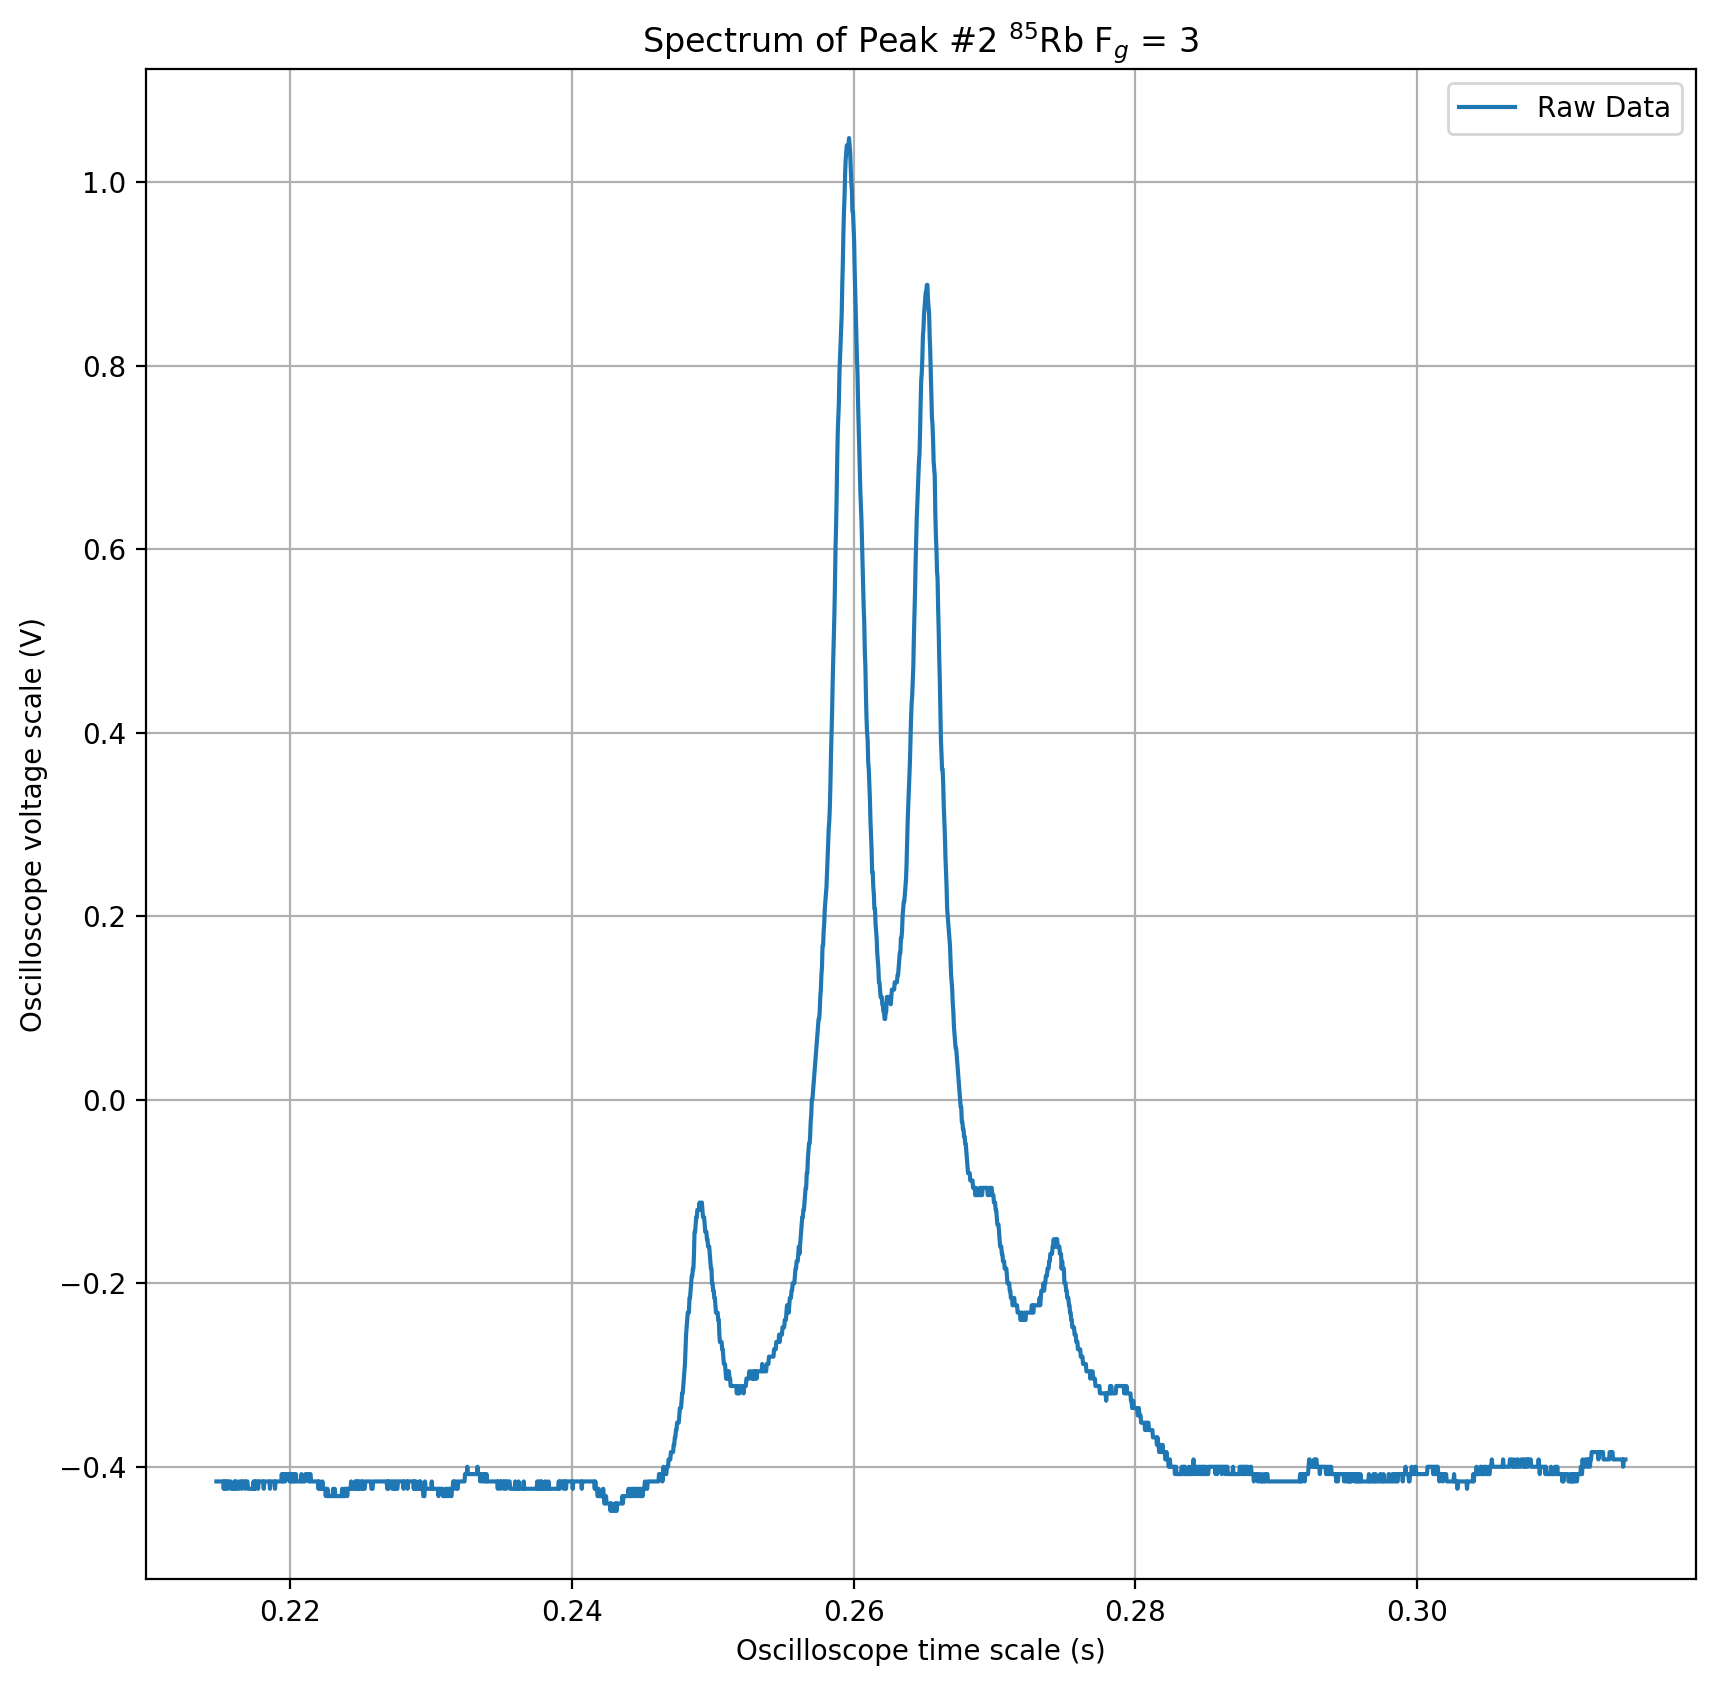 Spectrum of Peak #2 ⁸⁵Rb F_g = 3
Raw Data
Oscilloscope voltage scale (V)
1.0
0.8
0.6
0.4
0.2
0.0
−0.2
−0.4
0.22 0.24 0.26 0.28 0.30
Oscilloscope time scale (s)